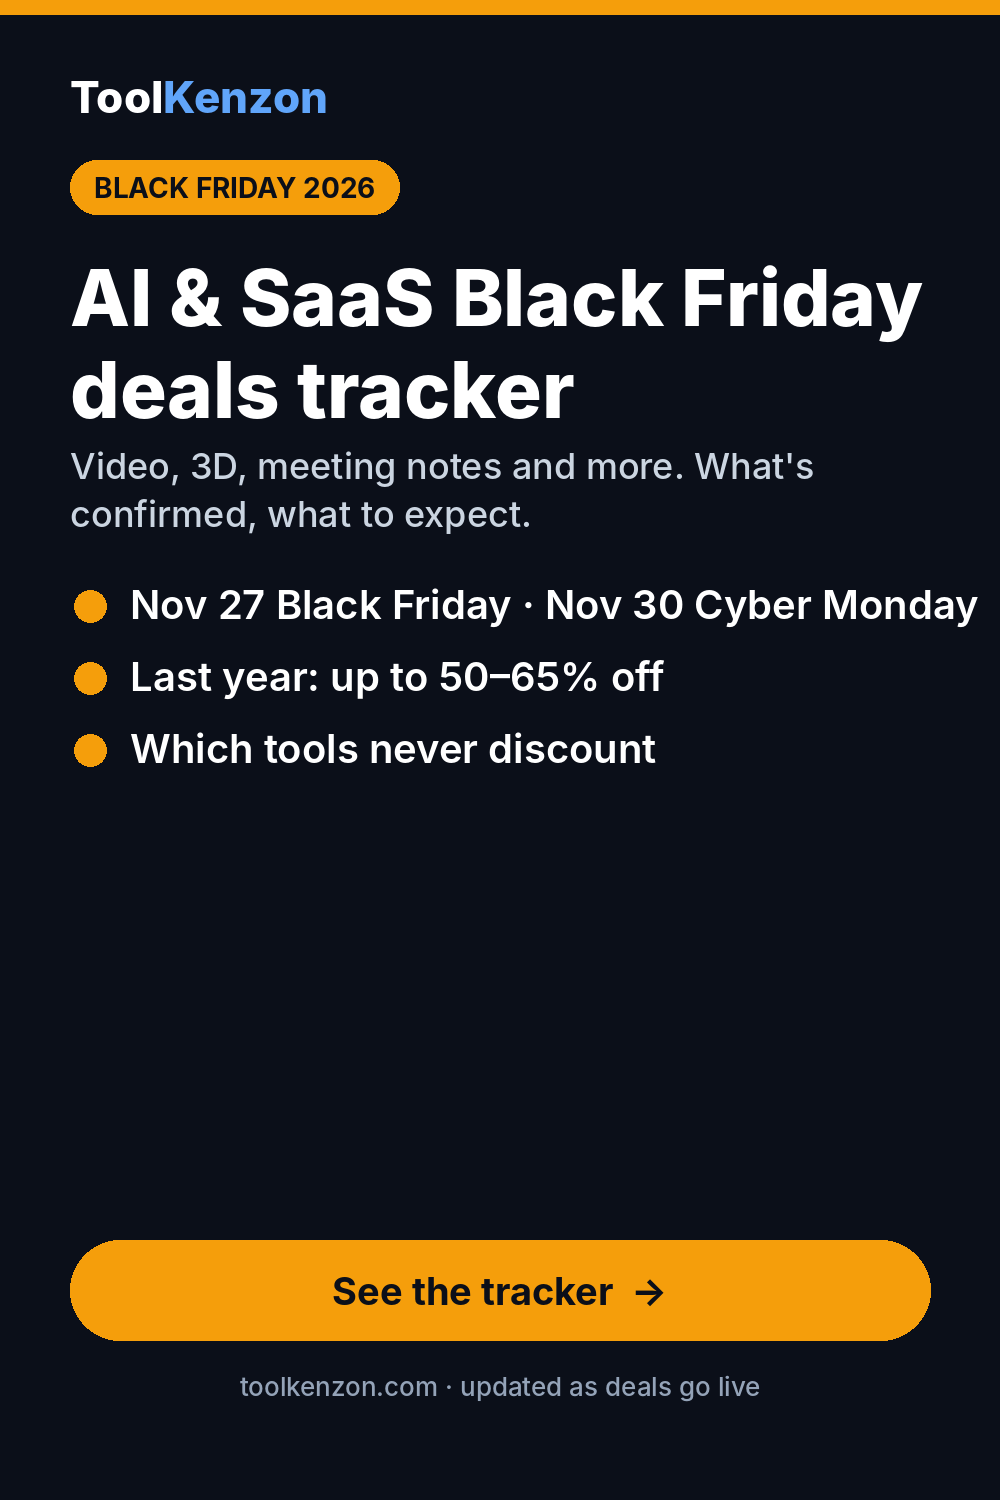 ToolKenzon
BLACK FRIDAY 2026
AI & SaaS Black Friday
deals tracker
Video, 3D, meeting notes and more. What's
confirmed, what to expect.
Nov 27 Black Friday · Nov 30 Cyber Monday
Last year: up to 50–65% off
Which tools never discount
See the tracker →
toolkenzon.com · updated as deals go live